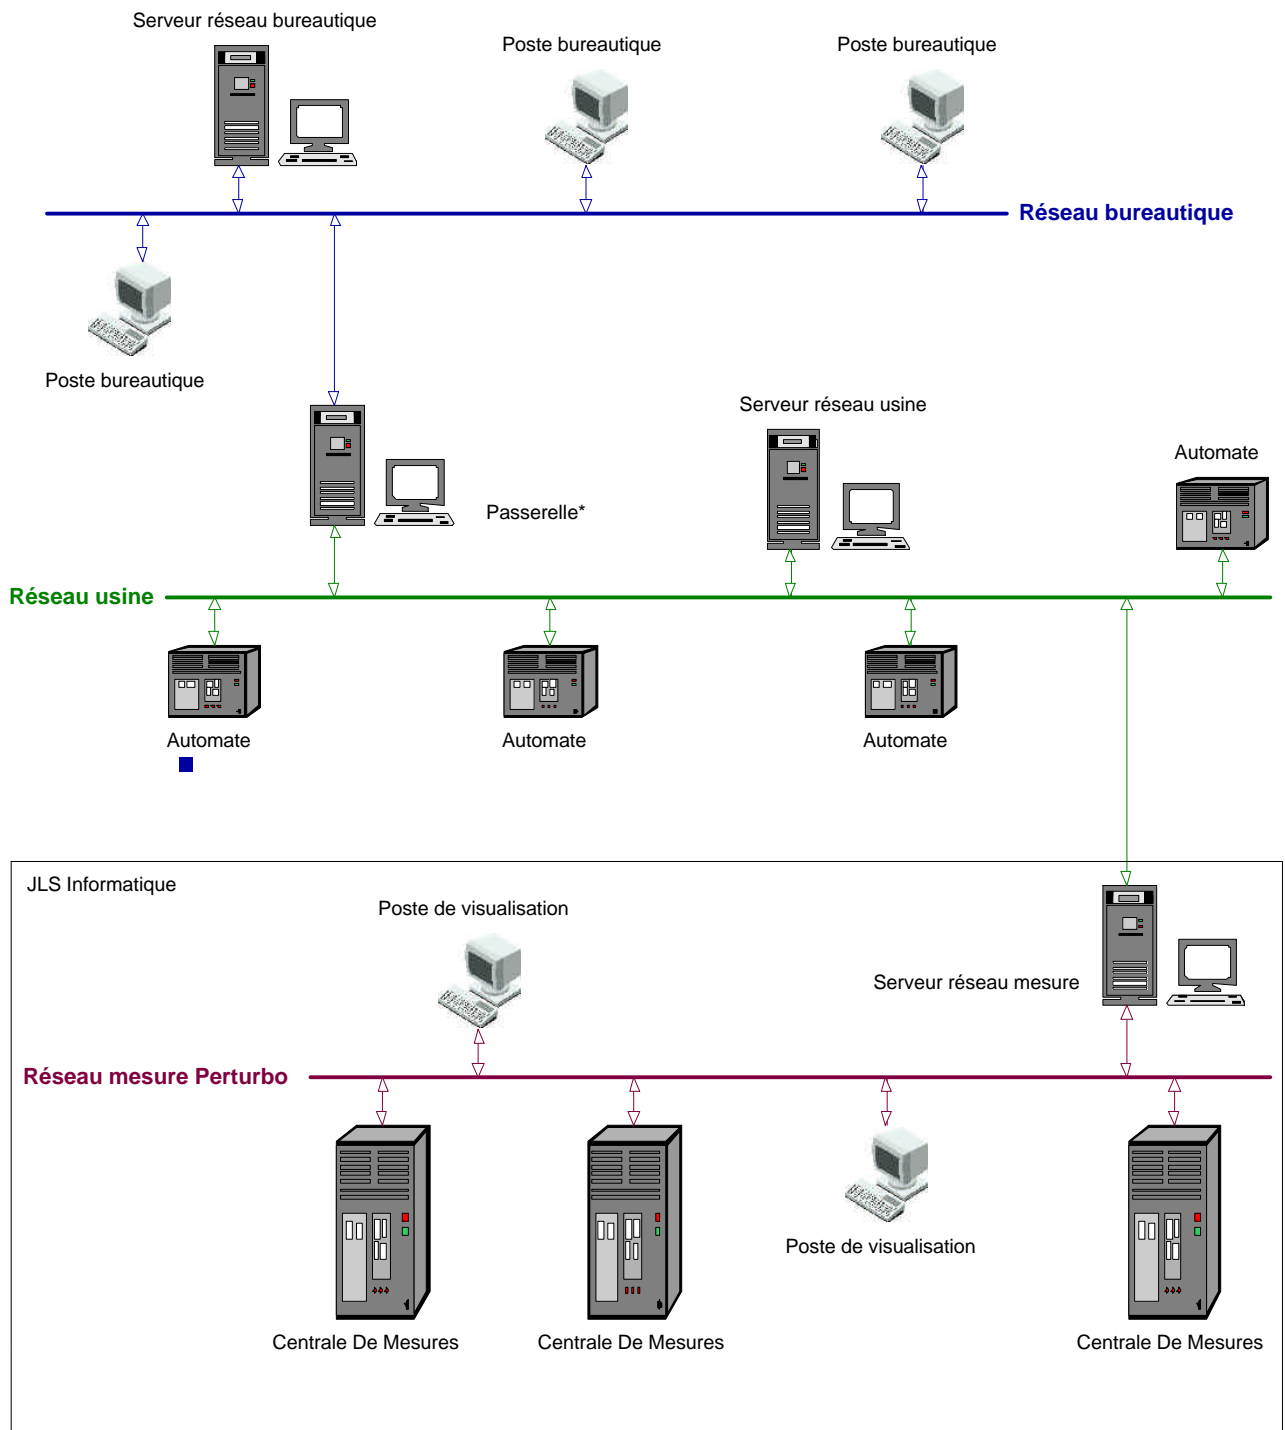 Serveur réseau bureautique
Poste bureautique
Poste bureautique
Réseau bureautique
Poste bureautique
Serveur réseau usine
Automate
Passerelle*
Réseau usine
Automate
Automate
Automate
JLS Informatique
Poste de visualisation
Serveur réseau mesure
Réseau mesure Perturbo
Poste de visualisation
Centrale De Mesures
Centrale De Mesures
Centrale De Mesures